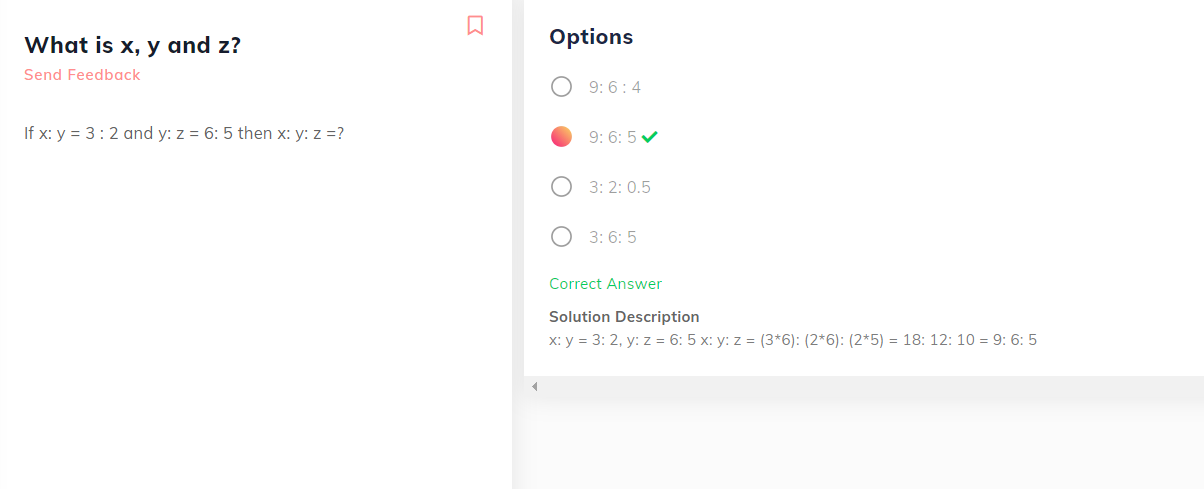 What is x, y and z?
Send Feedback
If x: y = 3 : 2 and y: z = 6: 5 then x: y: z =?
Options
9: 6 : 4
9: 6: 5
3: 2: 0.5
3: 6: 5
Correct Answer
Solution Description
x: y = 3: 2, y: z = 6: 5 x: y: z = (3*6): (2*6): (2*5) = 18: 12: 10 = 9: 6: 5